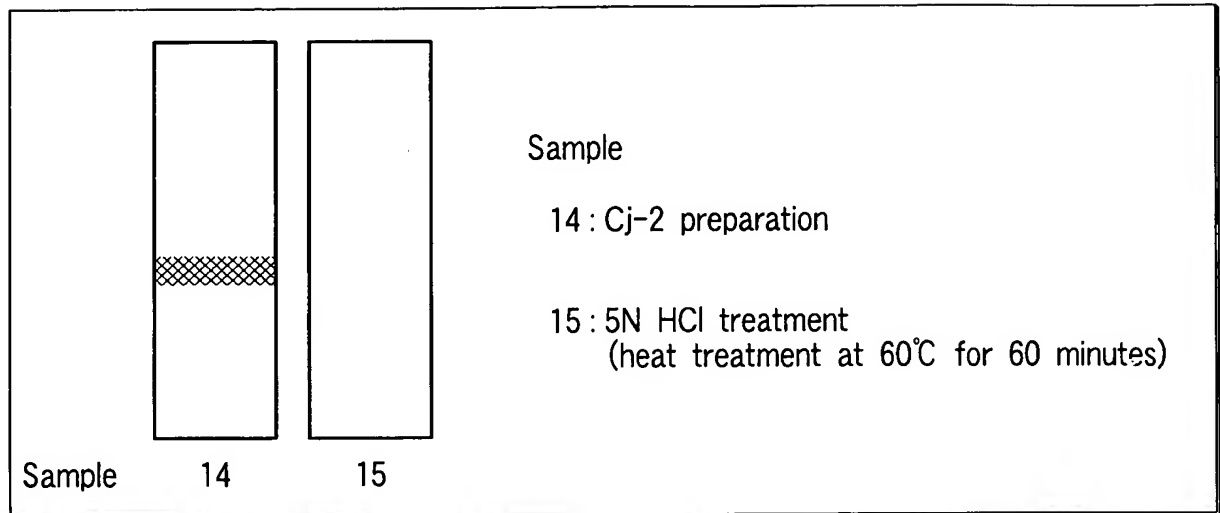 Sample
14 : Cj-2 preparation
15 : 5N HCl treatment
(heat treatment at 60℃ for 60 minutes)
Sample 14 15